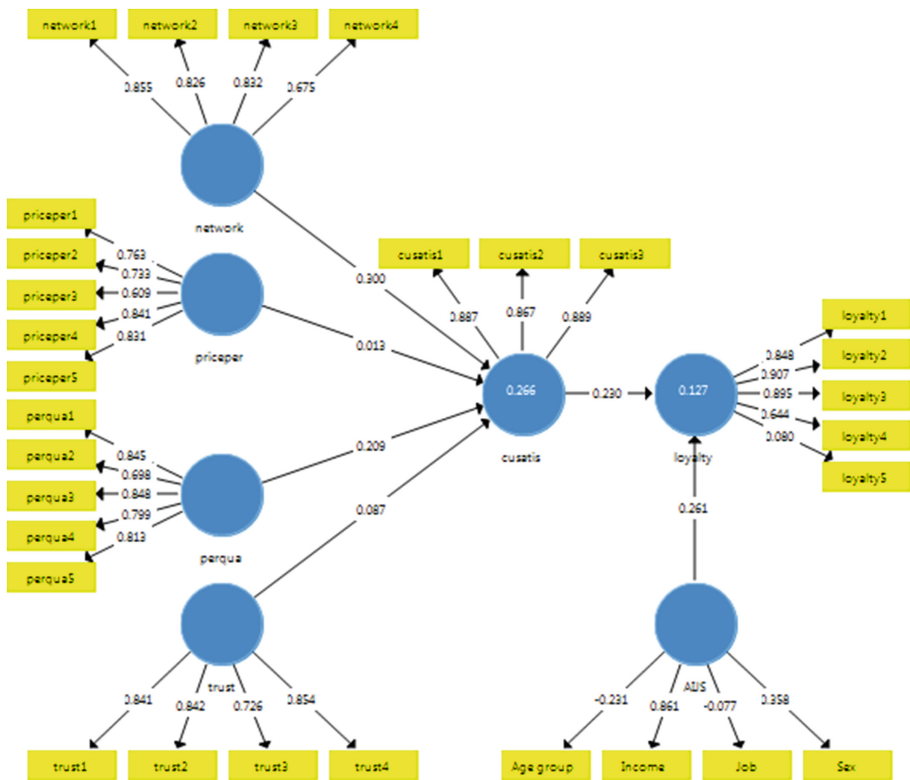 network1
network2
network3
network4
0.855
0.826
0.832
0.675
network
priceper1
priceper2
priceper3
priceper4
priceper5
0.763
0.733
0.609
0.841
0.831
priceper
cusatis1
cusatis2
cusatis3
0.887
0.867
0.889
0.300
0.013
0.209
0.087
0.266
cusatis
0.230
0.127
loyalty
loyalty1
loyalty2
loyalty3
loyalty4
loyalty5
0.848
0.907
0.895
0.644
0.080
perqua1
perqua2
perqua3
perqua4
perqua5
0.845
0.698
0.848
0.799
0.813
perqua
0.261
trust
0.841
0.842
0.726
0.854
trust1
trust2
trust3
trust4
AIJS
-0.231
0.861
-0.077
0.358
Age group
Income
Job
Sex